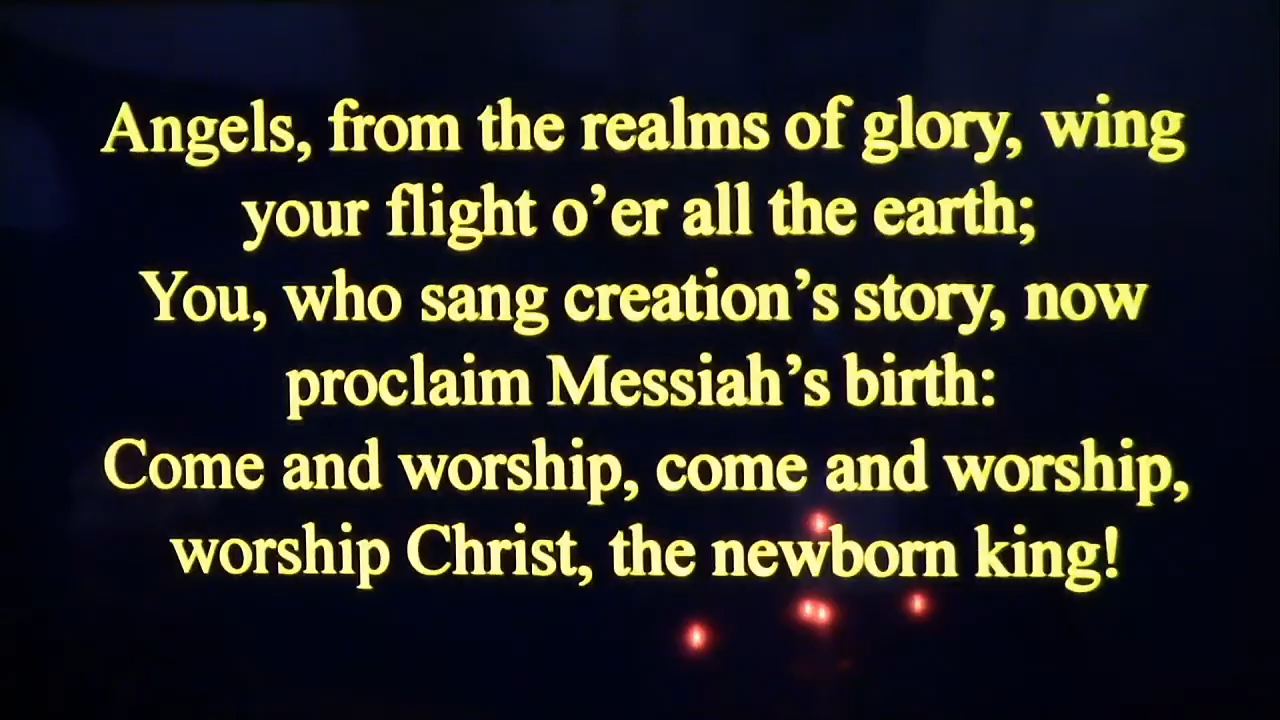 Angels, from the realms of glory, wing
your flight o’er all the earth;
You, who sang creation’s story, now
proclaim Messiah’s birth:
Come and worship, come and worship,
worship Christ, the newborn king!